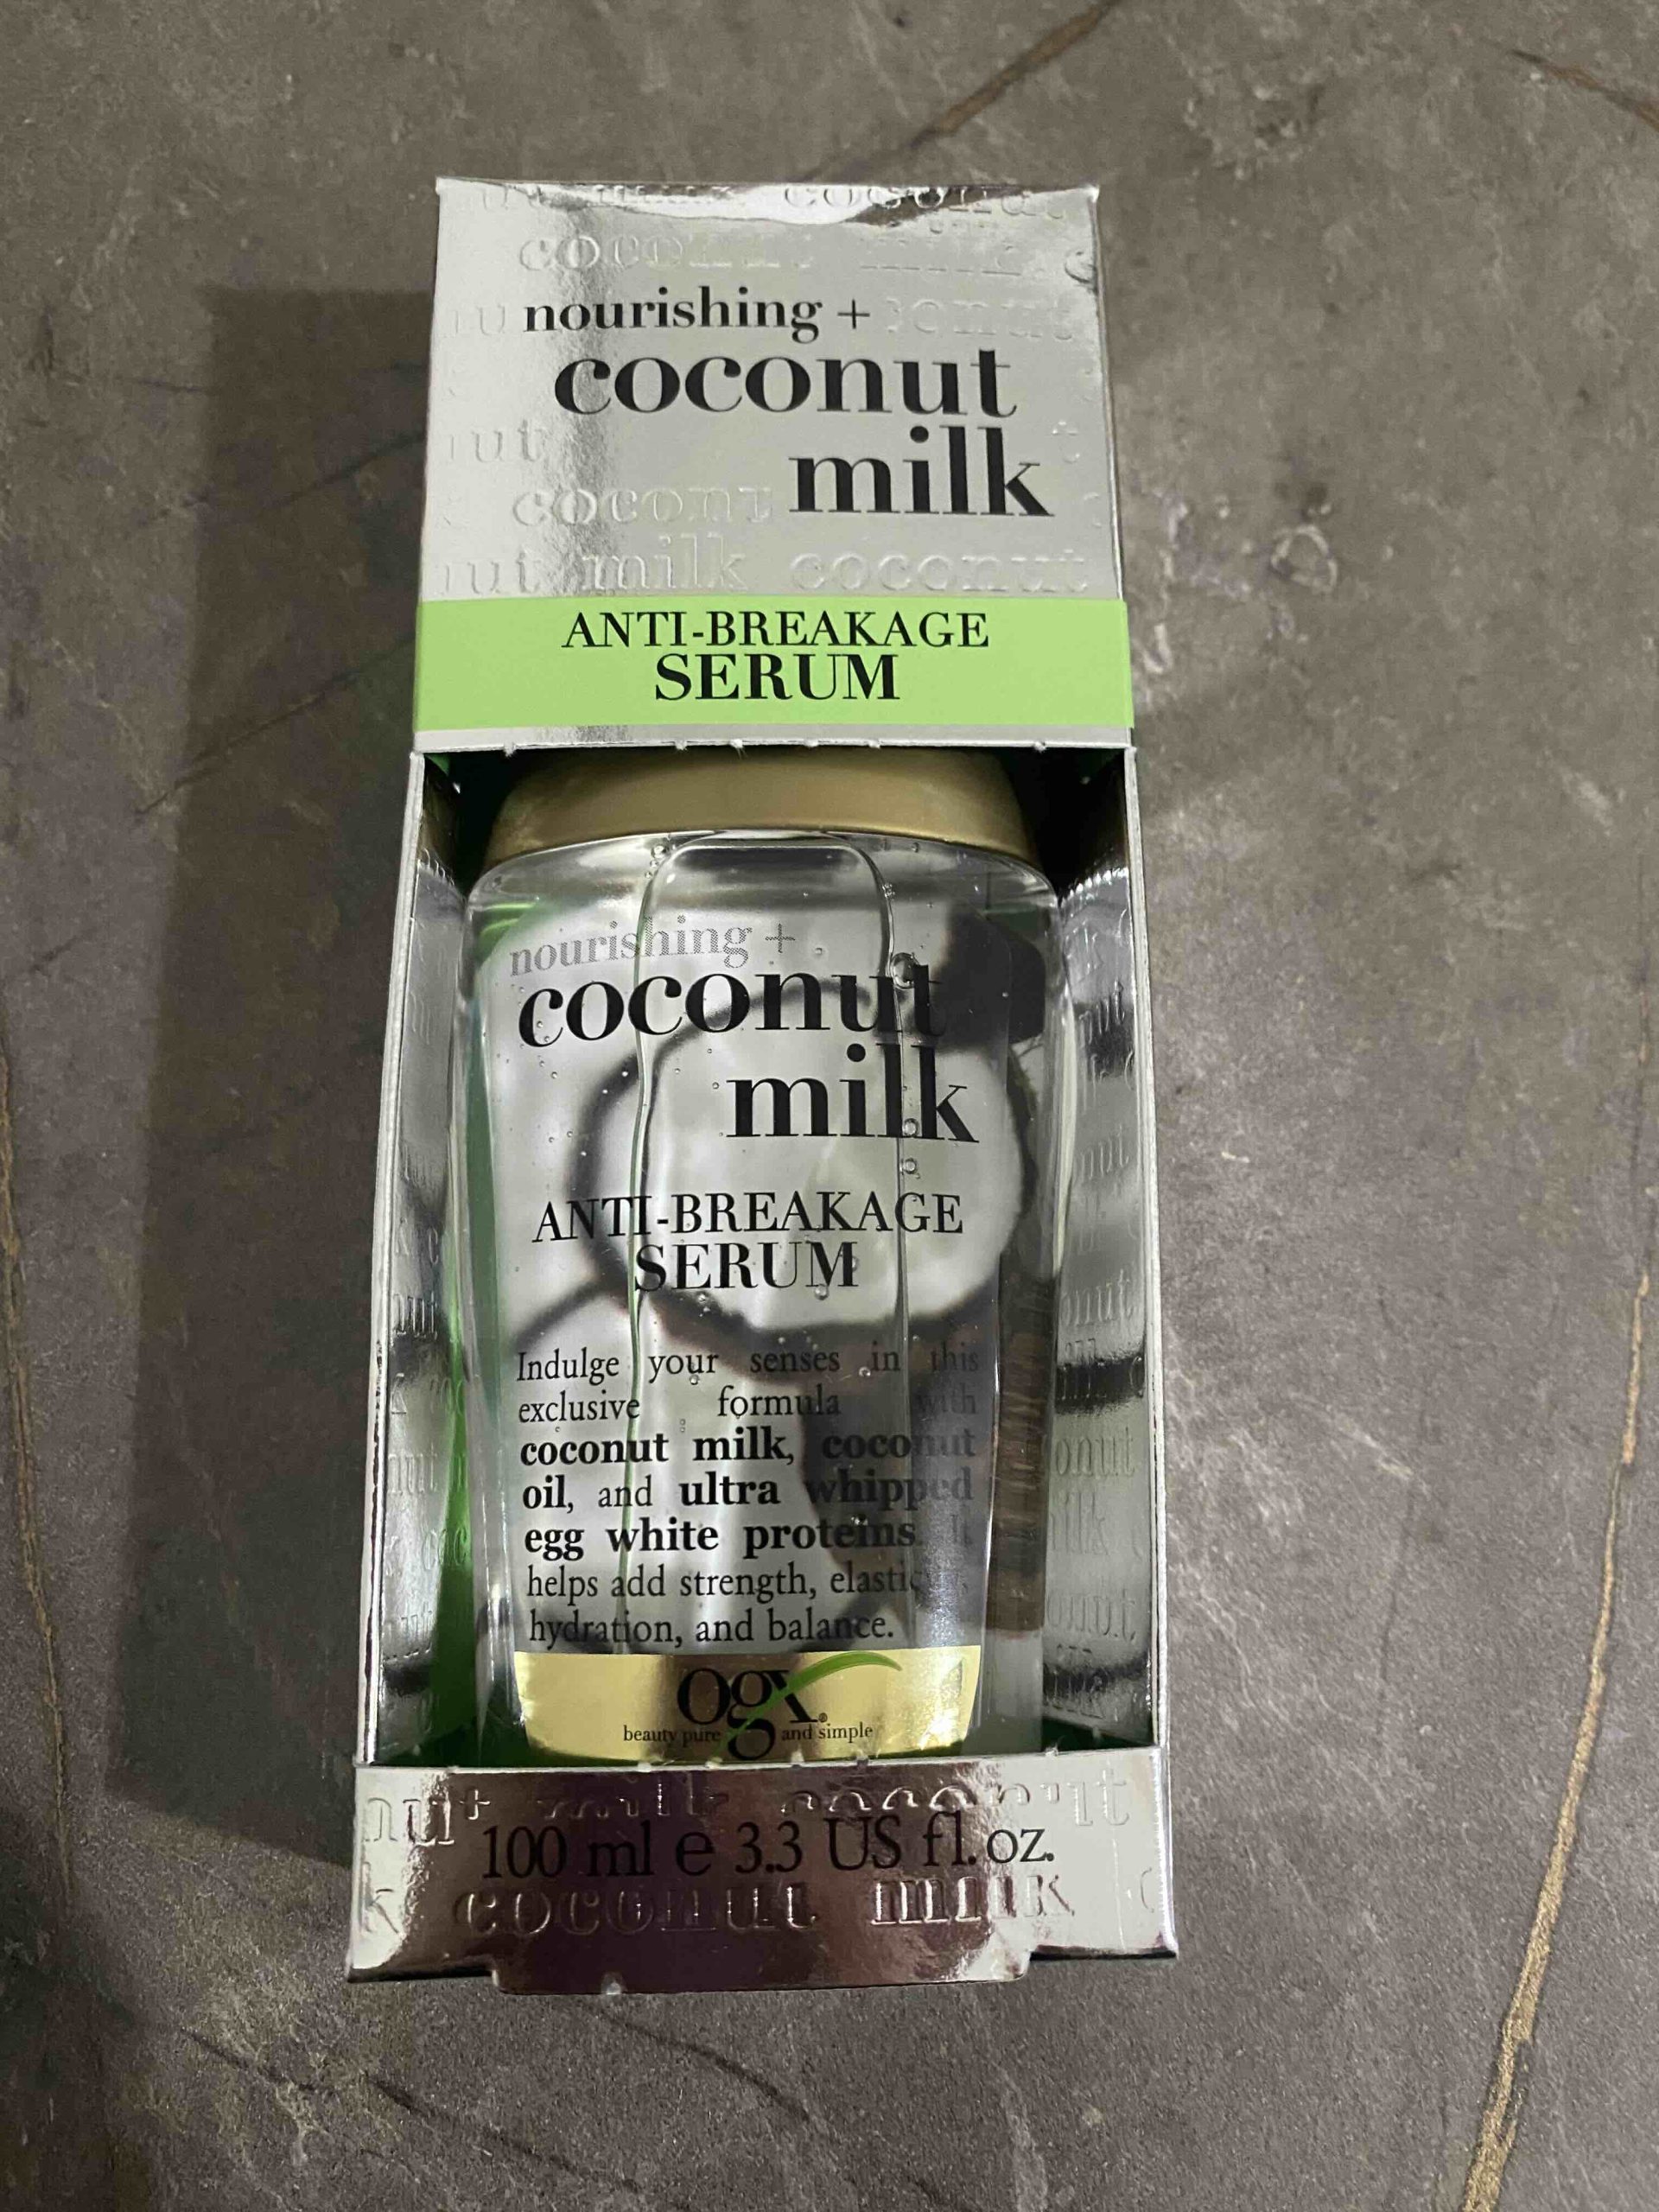 nourishing +
coconut
milk
ANTI-BREAKAGE
SERUM
nourishing +
coconut
milk
ANTI-BREAKAGE
SERUM
Indulge your senses in this
exclusive formula with
coconut milk, coconut
oil, and ultra whipped
egg white proteins. It
helps add strength,
hydration, and balance.
ogx®
beauty pure and simple
100 ml e 3.3 US fl. oz.
coconut milk